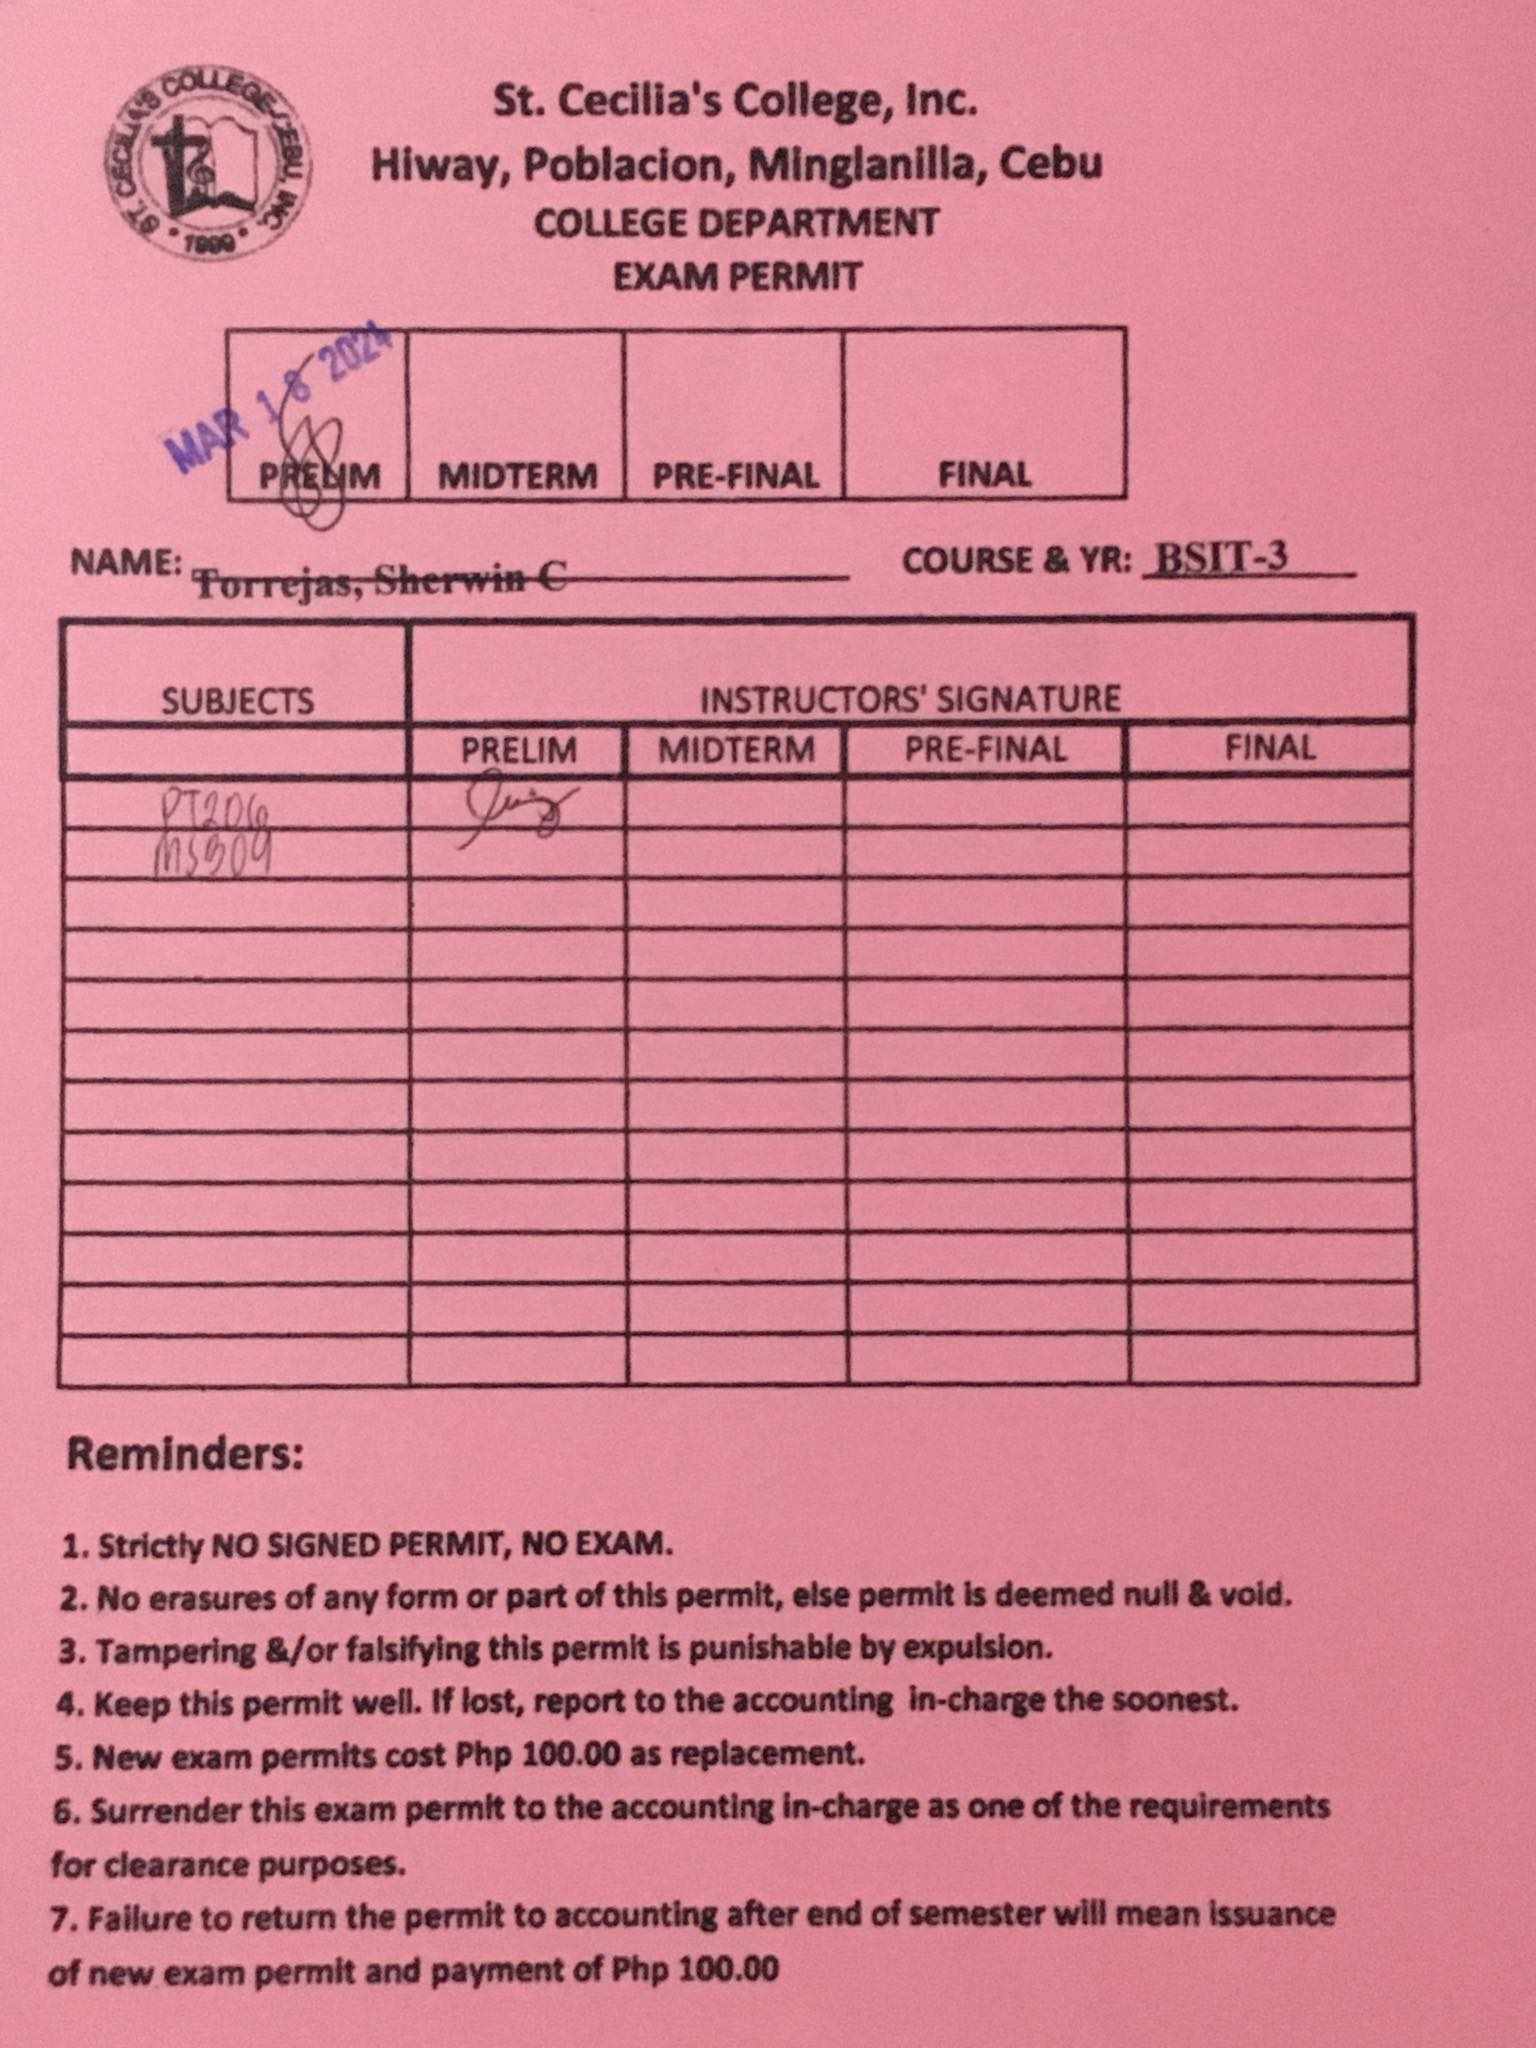 ST. CECILIA'S COLLEGE-CEBU, INC.
1999
St. Cecilia's College, Inc.
Hiway, Poblacion, Minglanilla, Cebu
COLLEGE DEPARTMENT
EXAM PERMIT
MAR 18 2024
PRELIM MIDTERM PRE-FINAL FINAL
NAME: Torrejas, Sherwin C COURSE & YR: BSIT-3
SUBJECTS INSTRUCTORS' SIGNATURE
PRELIM MIDTERM PRE-FINAL FINAL
PT206
MS309
Reminders:
1. Strictly NO SIGNED PERMIT, NO EXAM.
2. No erasures of any form or part of this permit, else permit is deemed null & void.
3. Tampering &/or falsifying this permit is punishable by expulsion.
4. Keep this permit well. If lost, report to the accounting in-charge the soonest.
5. New exam permits cost Php 100.00 as replacement.
6. Surrender this exam permit to the accounting in-charge as one of the requirements
for clearance purposes.
7. Failure to return the permit to accounting after end of semester will mean issuance
of new exam permit and payment of Php 100.00